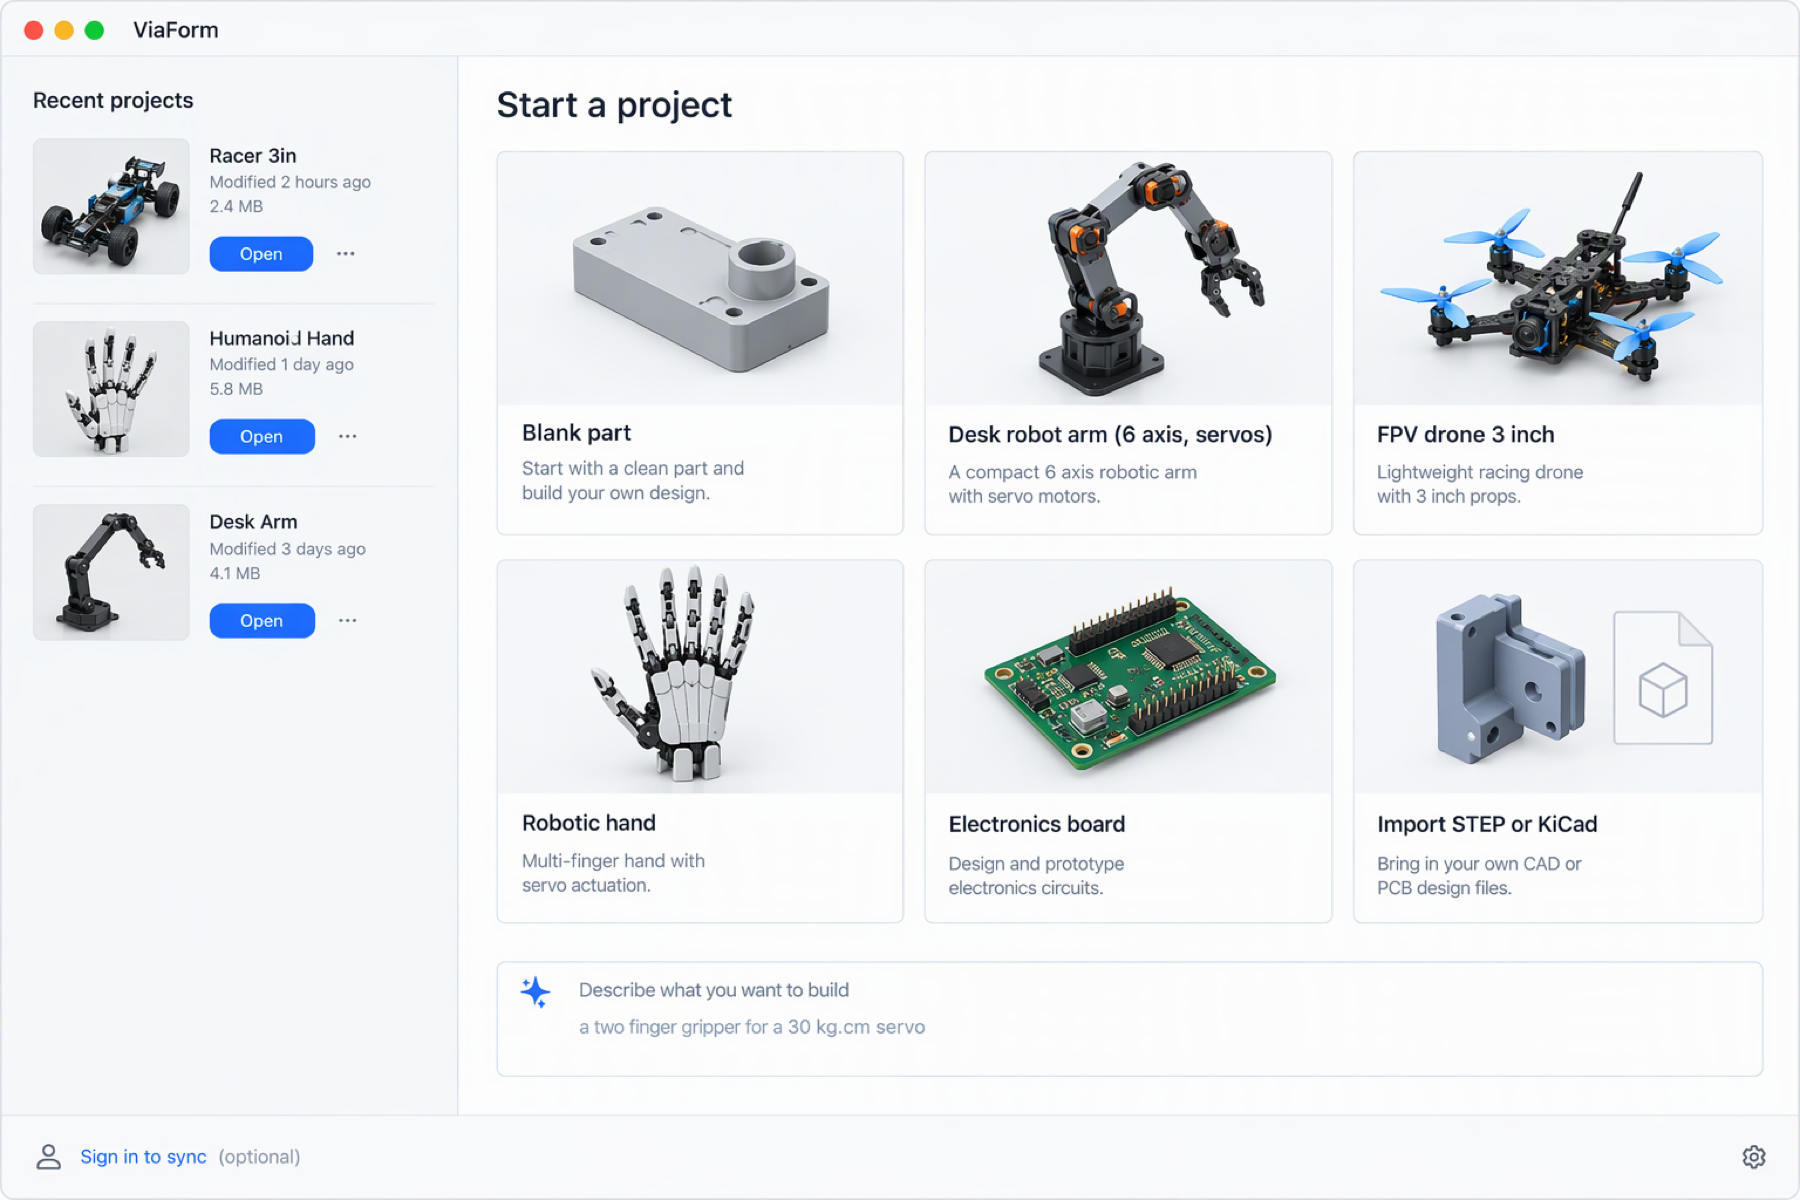 ViaForm
Recent projects
Racer 3in
Modified 2 hours ago
2.4 MB
Open
Humanoid Hand
Modified 1 day ago
5.8 MB
Open
Desk Arm
Modified 3 days ago
4.1 MB
Open
Start a project
Blank part
Start with a clean part and
build your own design.
Desk robot arm (6 axis, servos)
A compact 6 axis robotic arm
with servo motors.
FPV drone 3 inch
Lightweight racing drone
with 3 inch props.
Robotic hand
Multi-finger hand with
servo actuation.
Electronics board
Design and prototype
electronics circuits.
Import STEP or KiCad
Bring in your own CAD or
PCB design files.
Describe what you want to build
a two finger gripper for a 30 kg.cm servo
Sign in to sync (optional)